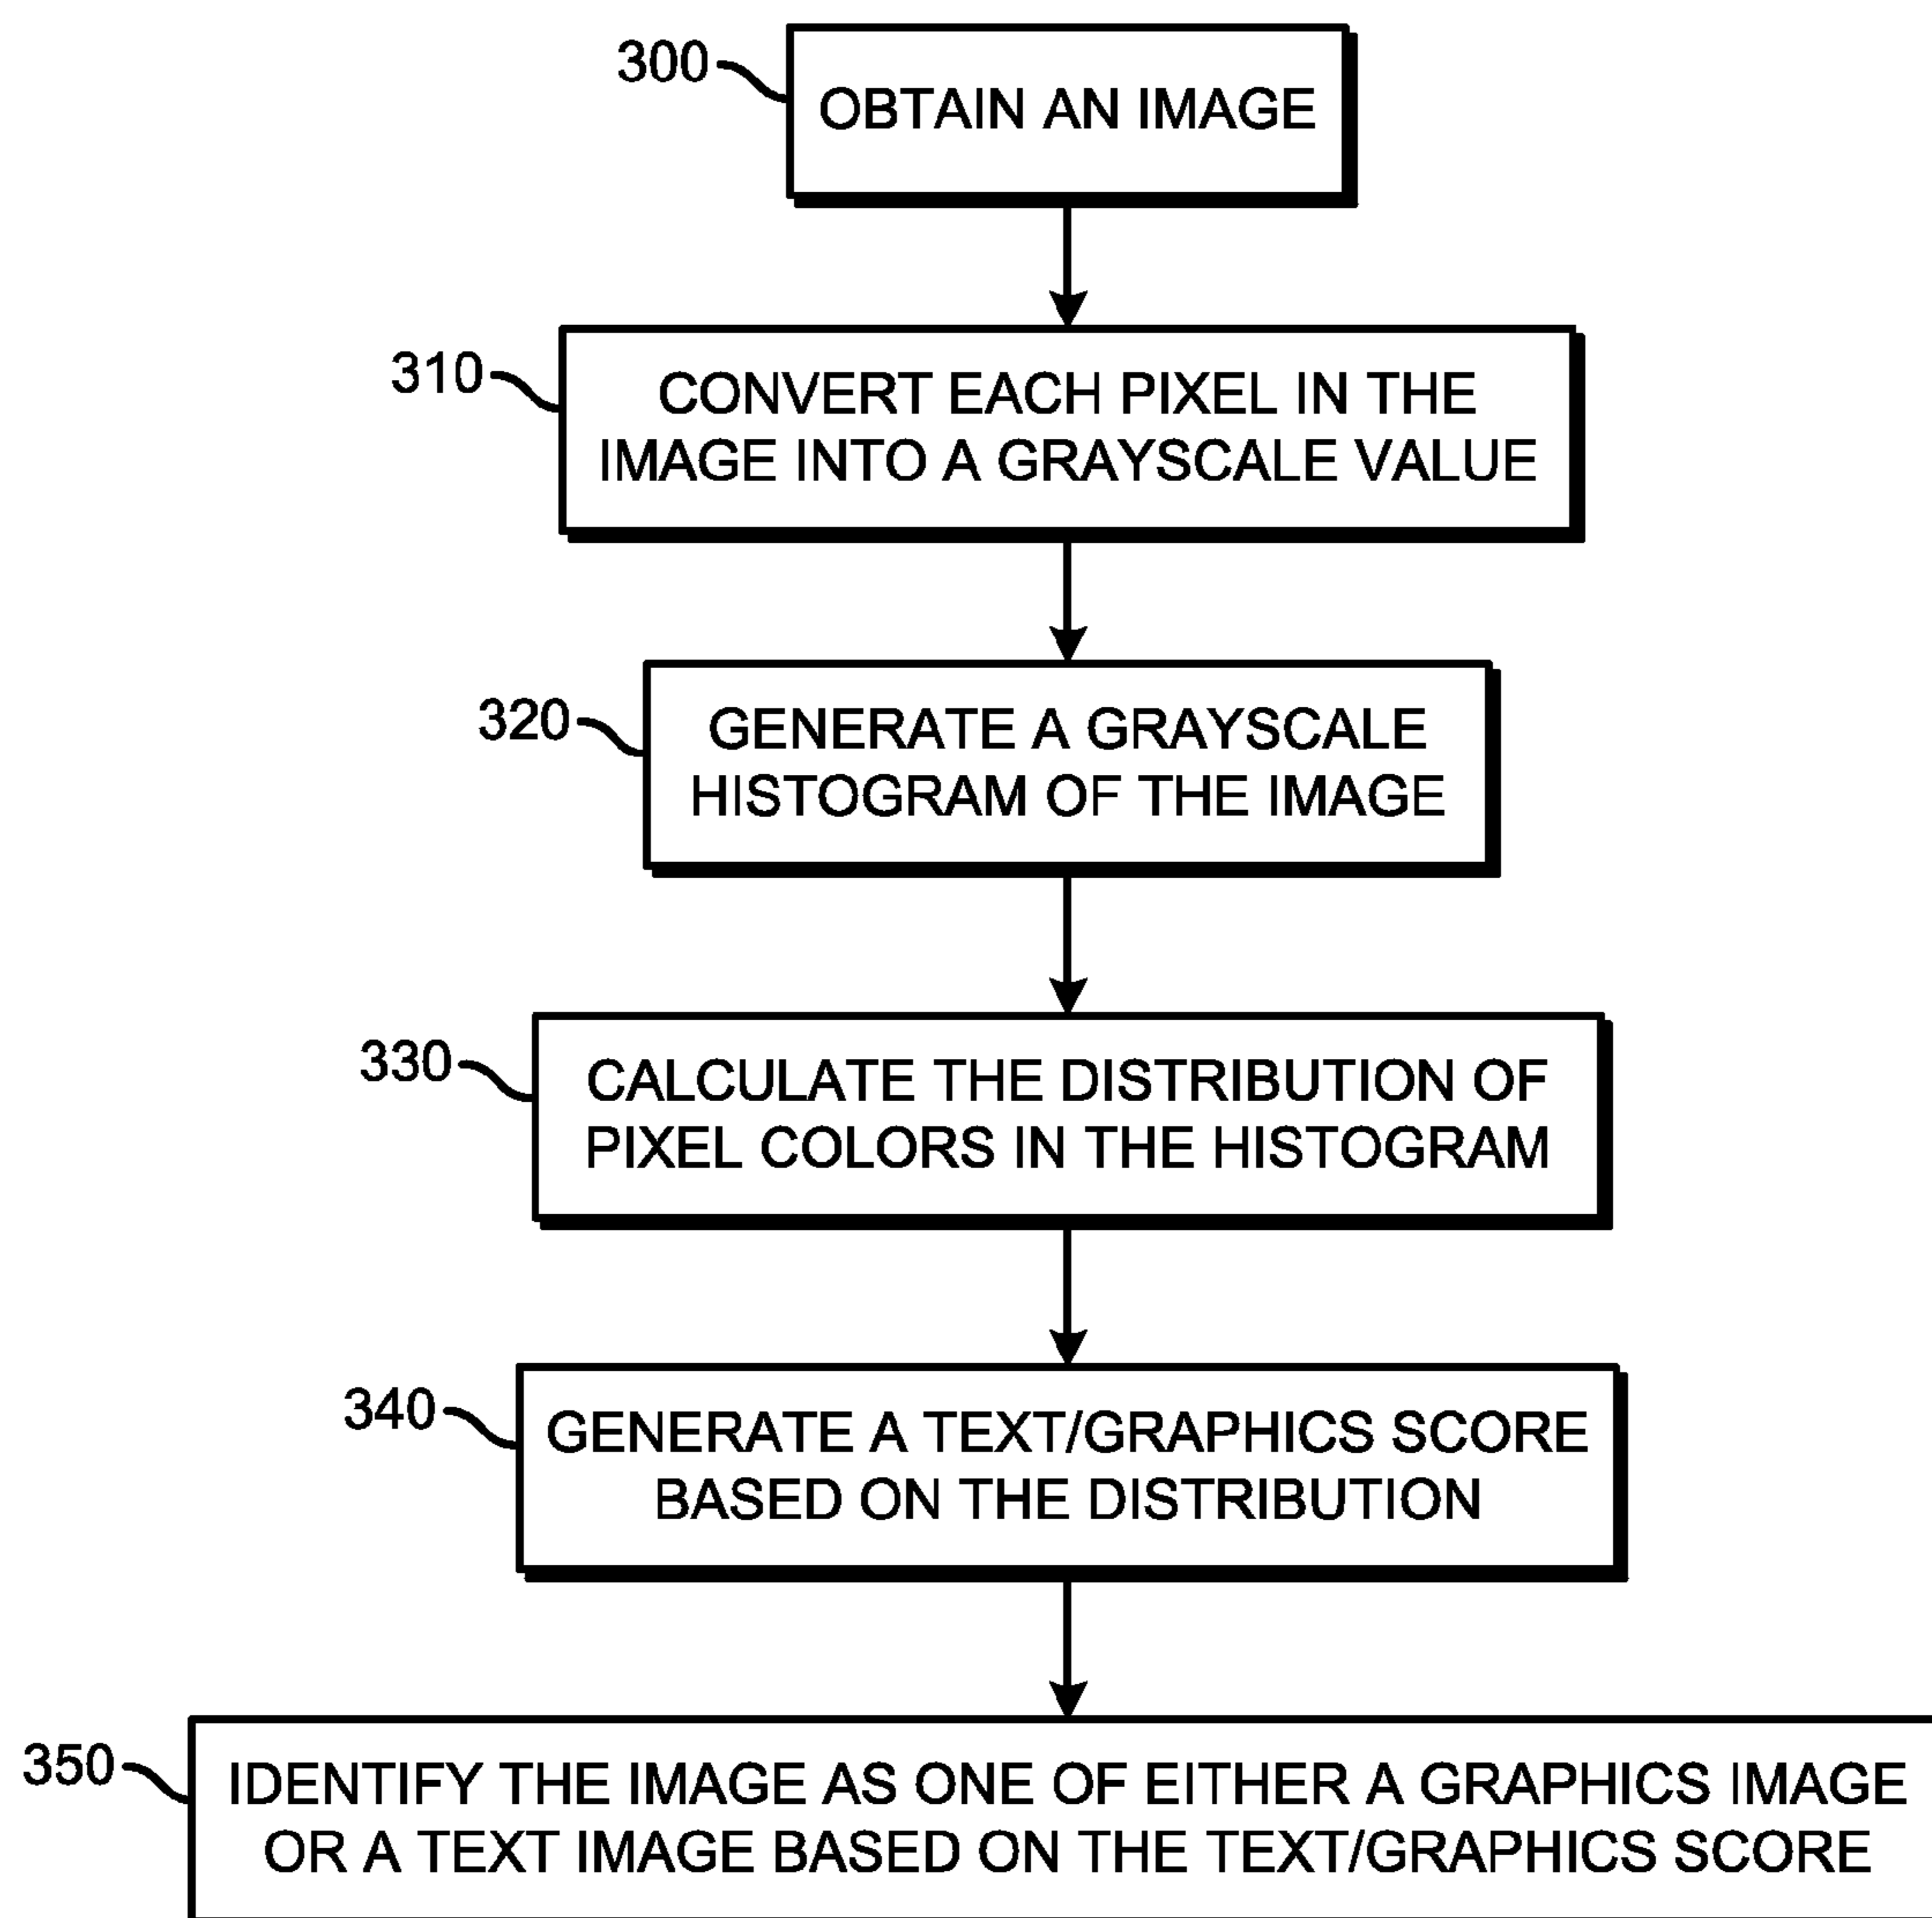 300
OBTAIN AN IMAGE
310
CONVERT EACH PIXEL IN THE
IMAGE INTO A GRAYSCALE VALUE
320
GENERATE A GRAYSCALE
HISTOGRAM OF THE IMAGE
330
CALCULATE THE DISTRIBUTION OF
PIXEL COLORS IN THE HISTOGRAM
340
GENERATE A TEXT/GRAPHICS SCORE
BASED ON THE DISTRIBUTION
350
IDENTIFY THE IMAGE AS ONE OF EITHER A GRAPHICS IMAGE
OR A TEXT IMAGE BASED ON THE TEXT/GRAPHICS SCORE